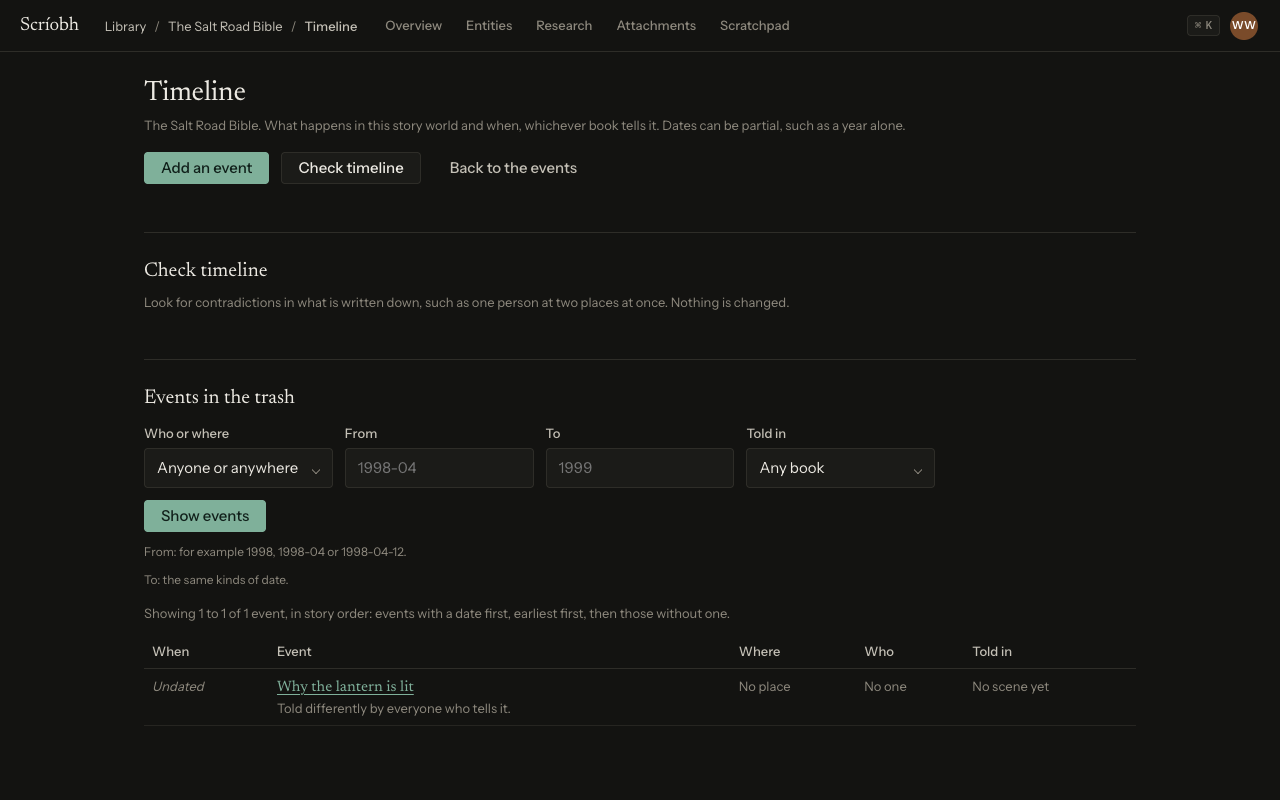 Scríobh Library / The Salt Road Bible / Timeline Overview Entities Research Attachments Scratchpad ⌘ K WW
Timeline
The Salt Road Bible. What happens in this story world and when, whichever book tells it. Dates can be partial, such as a year alone.
Add an event Check timeline Back to the events
Check timeline
Look for contradictions in what is written down, such as one person at two places at once. Nothing is changed.
Events in the trash
Who or where From To Told in
Anyone or anywhere 1998-04 1999 Any book
Show events
From: for example 1998, 1998-04 or 1998-04-12.
To: the same kinds of date.
Showing 1 to 1 of 1 event, in story order: events with a date first, earliest first, then those without one.
When Event Where Who Told in
Undated Why the lantern is lit No place No one No scene yet
Told differently by everyone who tells it.